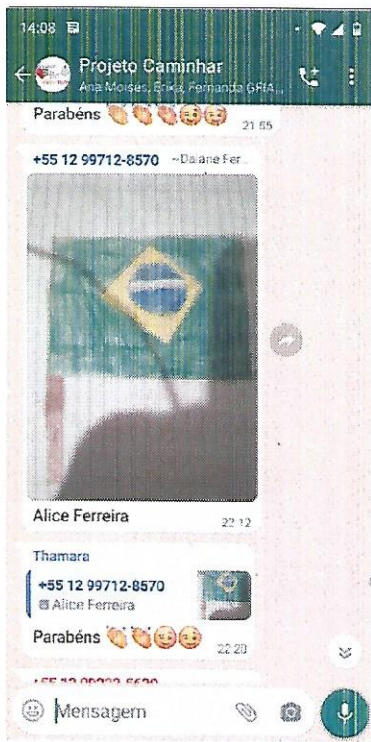 14:08
Projeto Caminhar
Ana Moises, Erika, Fernanda GRIA...
Parabéns 👏👏👏😉😉
21:55
+55 12 99712-8570 ~Daiane Fer...
Alice Ferreira
22:12
Thamara
+55 12 99712-8570
Alice Ferreira
Parabéns 👏👏😉😉
22:20
Mensagem